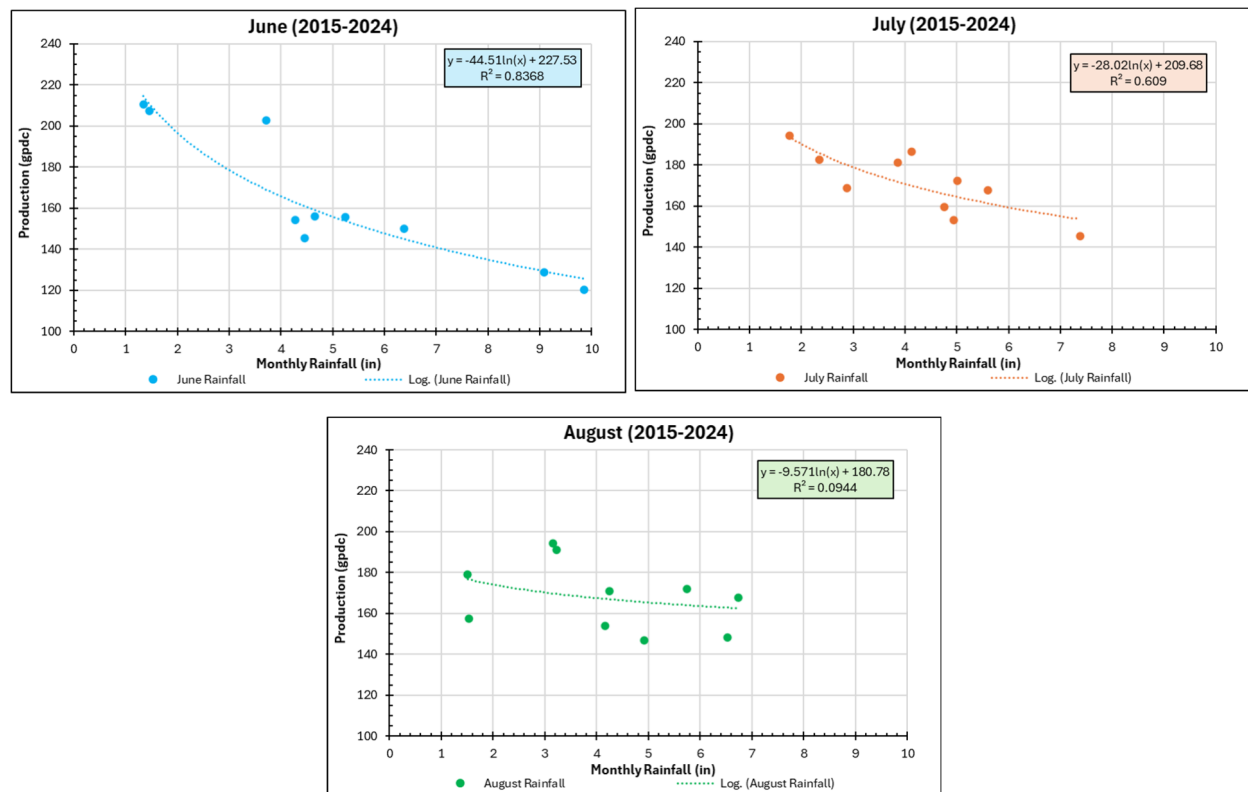 June (2015-2024)
y = -44.51ln(x) + 227.53
R² = 0.8368
Production (gpdc)
240
220
200
180
160
140
120
100
0 1 2 3 4 5 6 7 8 9 10
Monthly Rainfall (in)
June Rainfall Log. (June Rainfall)
July (2015-2024)
y = -28.02ln(x) + 209.68
R² = 0.609
Production (gpdc)
240
220
200
180
160
140
120
100
0 1 2 3 4 5 6 7 8 9 10
Monthly Rainfall (in)
July Rainfall Log. (July Rainfall)
August (2015-2024)
y = -9.571ln(x) + 180.78
R² = 0.0944
Production (gpdc)
240
220
200
180
160
140
120
100
0 1 2 3 4 5 6 7 8 9 10
Monthly Rainfall (in)
August Rainfall Log. (August Rainfall)